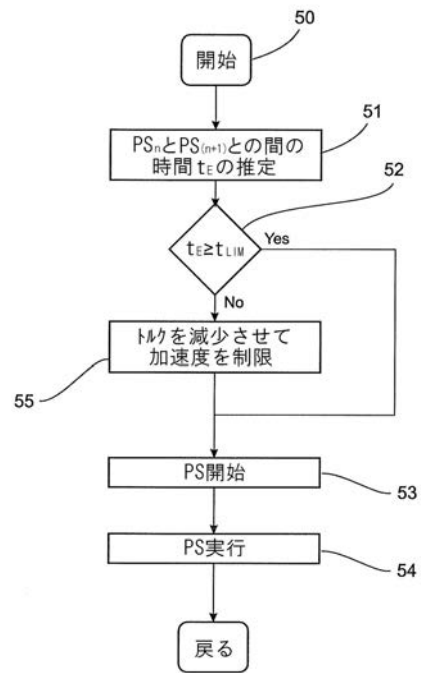 50
開始
51
PSnとPS(n+1)との間の
時間tEの推定
52
tE≥tLIM
Yes
No
ﾄﾙｸを減少させて
加速度を制限
55
PS開始
53
PS実行
54
戻る